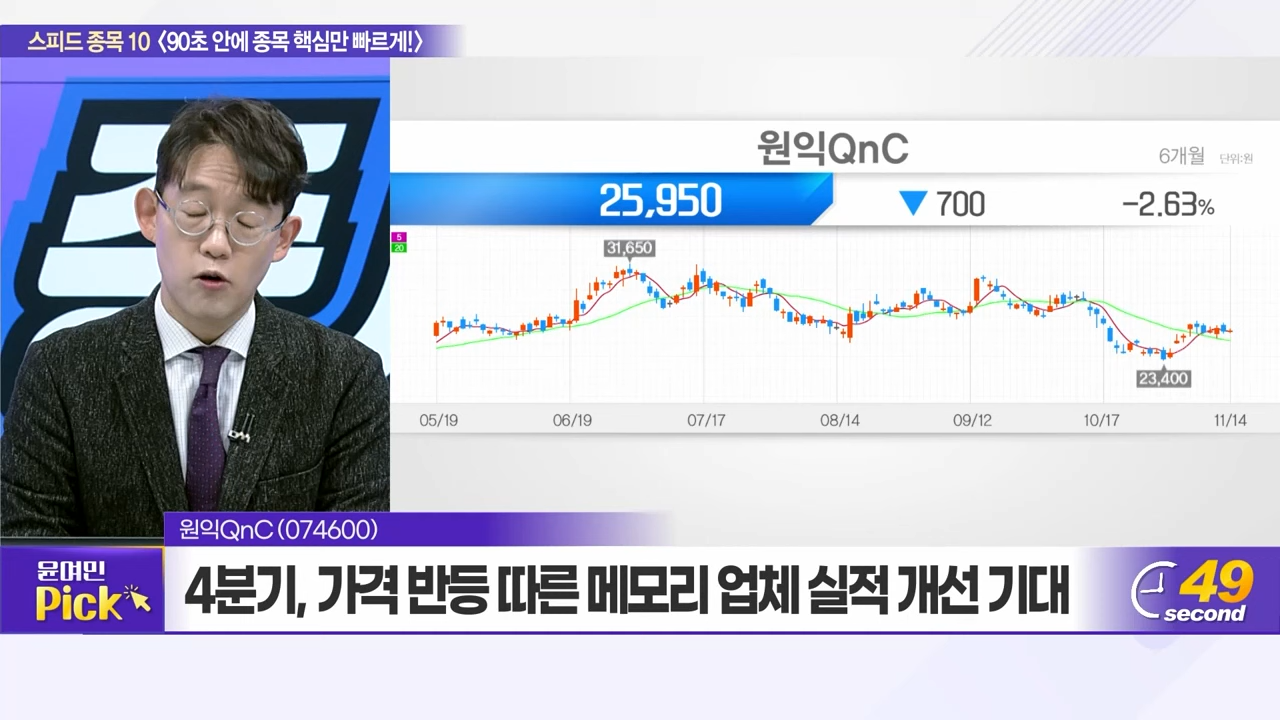 스피드 종목 10 〈90초 안에 종목 핵심만 빠르게!〉
원익QnC
6개월 단위:원
25,950 ▼ 700 -2.63%
5
20
31,650
23,400
05/19 06/19 07/17 08/14 09/12 10/17 11/14
원익QnC (074600)
윤여민
Pick
4분기, 가격 반등 따른 메모리 업체 실적 개선 기대
49
second